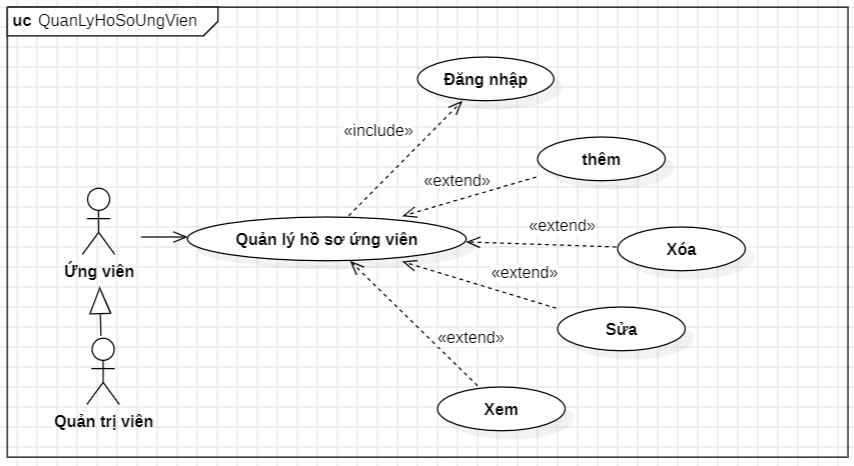 uc QuanLyHoSoUngVien
Đăng nhập
«include»
thêm
«extend»
«extend»
Quản lý hồ sơ ứng viên
Xóa
Ứng viên
«extend»
Sửa
«extend»
Xem
Quản trị viên